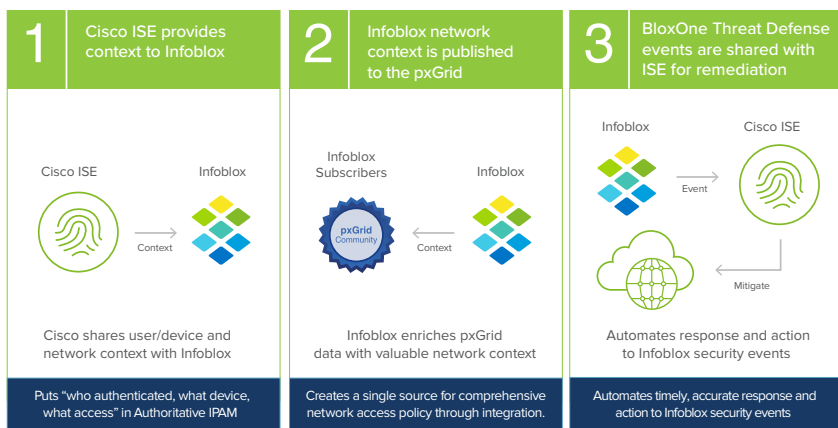 1
Cisco ISE provides
context to Infoblox
Cisco ISE
Infoblox
Context
Cisco shares user/device and
network context with Infoblox
Puts “who authenticated, what device,
what access” in Authoritative IPAM
2
Infoblox network
context is published
to the pxGrid
Infoblox
Subscribers
Infoblox
pxGrid
Community
Context
Infoblox enriches pxGrid
data with valuable network context
Creates a single source for comprehensive
network access policy through integration.
3
BloxOne Threat Defense
events are shared with
ISE for remediation
Infoblox
Cisco ISE
Event
Mitigate
Automates response and action
to Infoblox security events
Automates timely, accurate response and
action to Infoblox security events